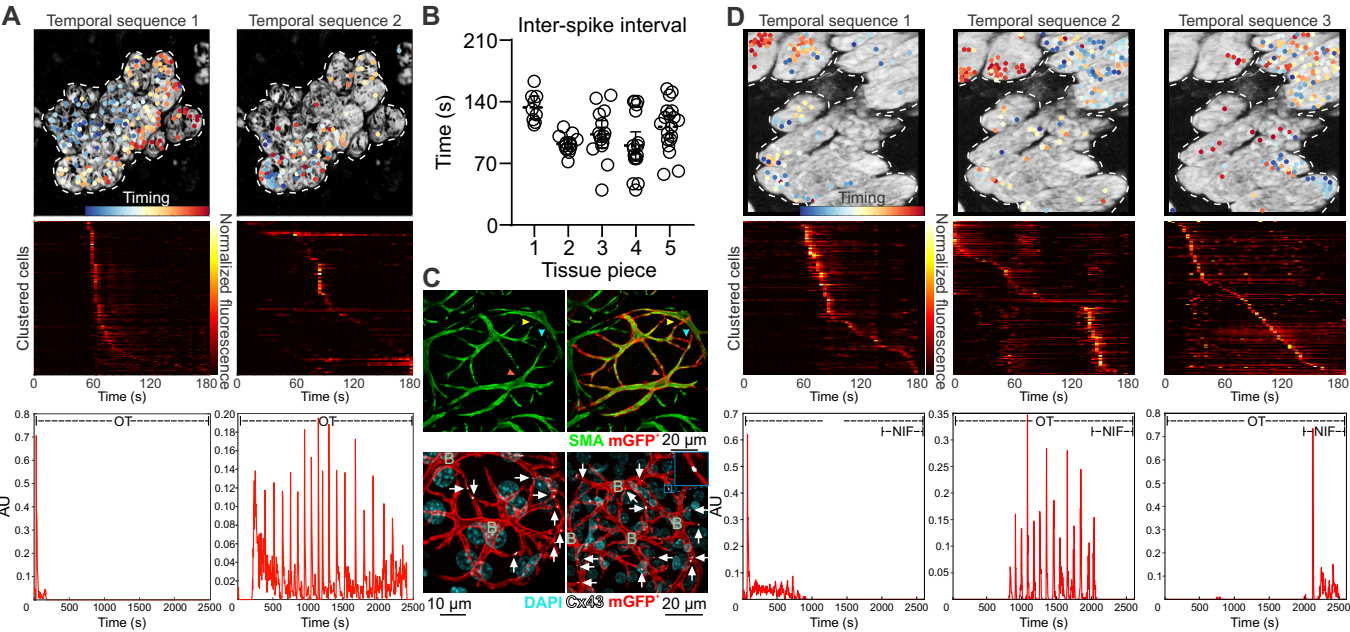 A
Temporal sequence 1
Temporal sequence 2
Timing
Clustered cells
Normalized fluorescence
0 60 120 180
0 60 120 180
Time (s)
Time (s)
AU
0.8
0.7
0.6
0.5
0.4
0.3
0.2
0.1
OT
0 500 1000 1500 2000 2500
Time (s)
0.20
0.18
0.16
0.14
0.12
0.10
0.08
0.06
0.04
0.02
OT
0 500 1000 1500 2000 2500
Time (s)
B
Inter-spike interval
Time (s)
210
140
70
0
1 2 3 4 5
Tissue piece
C
SMA mGFP+ 20 µm
B
B
B
B
B
B
10 µm
DAPI Cx43 mGFP+
20 µm
D
Temporal sequence 1
Temporal sequence 2
Temporal sequence 3
Timing
Clustered cells
Normalized fluorescence
0 60 120 180
0 60 120 180
0 60 120 180
Time (s)
Time (s)
Time (s)
AU
0.7
0.6
0.5
0.4
0.3
0.2
0.1
NIF
500 1000 1500 2000 2500
Time (s)
0.35
0.3
0.25
0.2
0.15
0.1
0.05
OT
NIF
500 1000 1500 2000 2500
Time (s)
0.8
0.7
0.6
0.5
0.4
0.3
0.2
0.1
OT
NIF
0 500 1000 1500 2000 2500
Time (s)